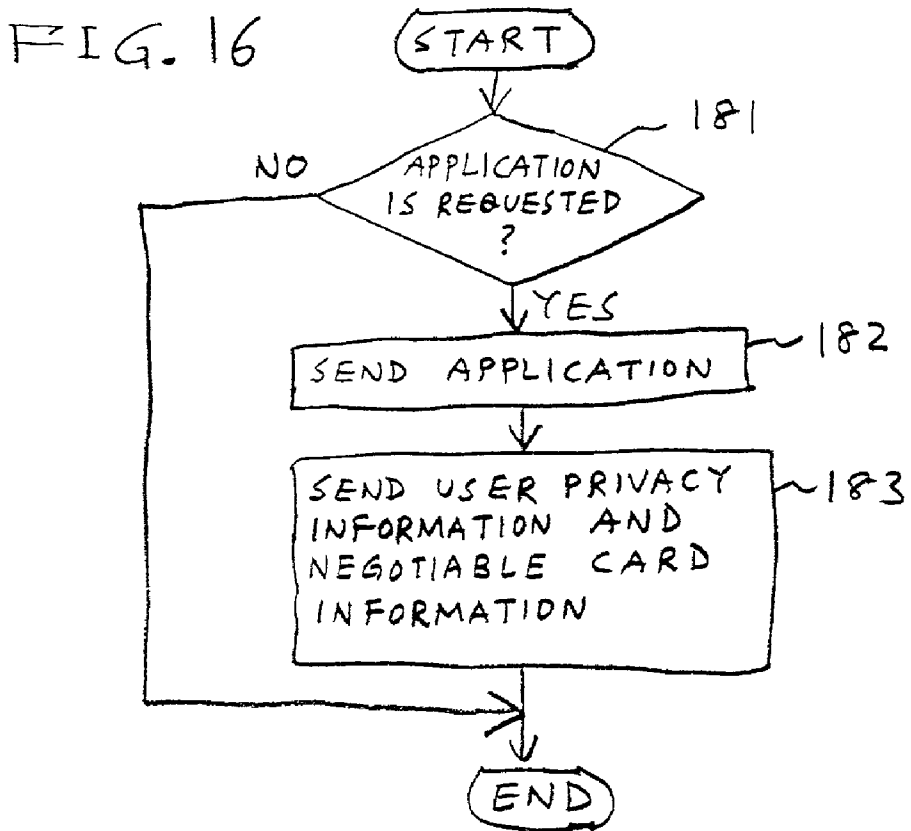 FIG. 16
START
181
NO
APPLICATION
IS REQUESTED
?
YES
182
SEND APPLICATION
183
SEND USER PRIVACY
INFORMATION AND
NEGOTIABLE CARD
INFORMATION
END